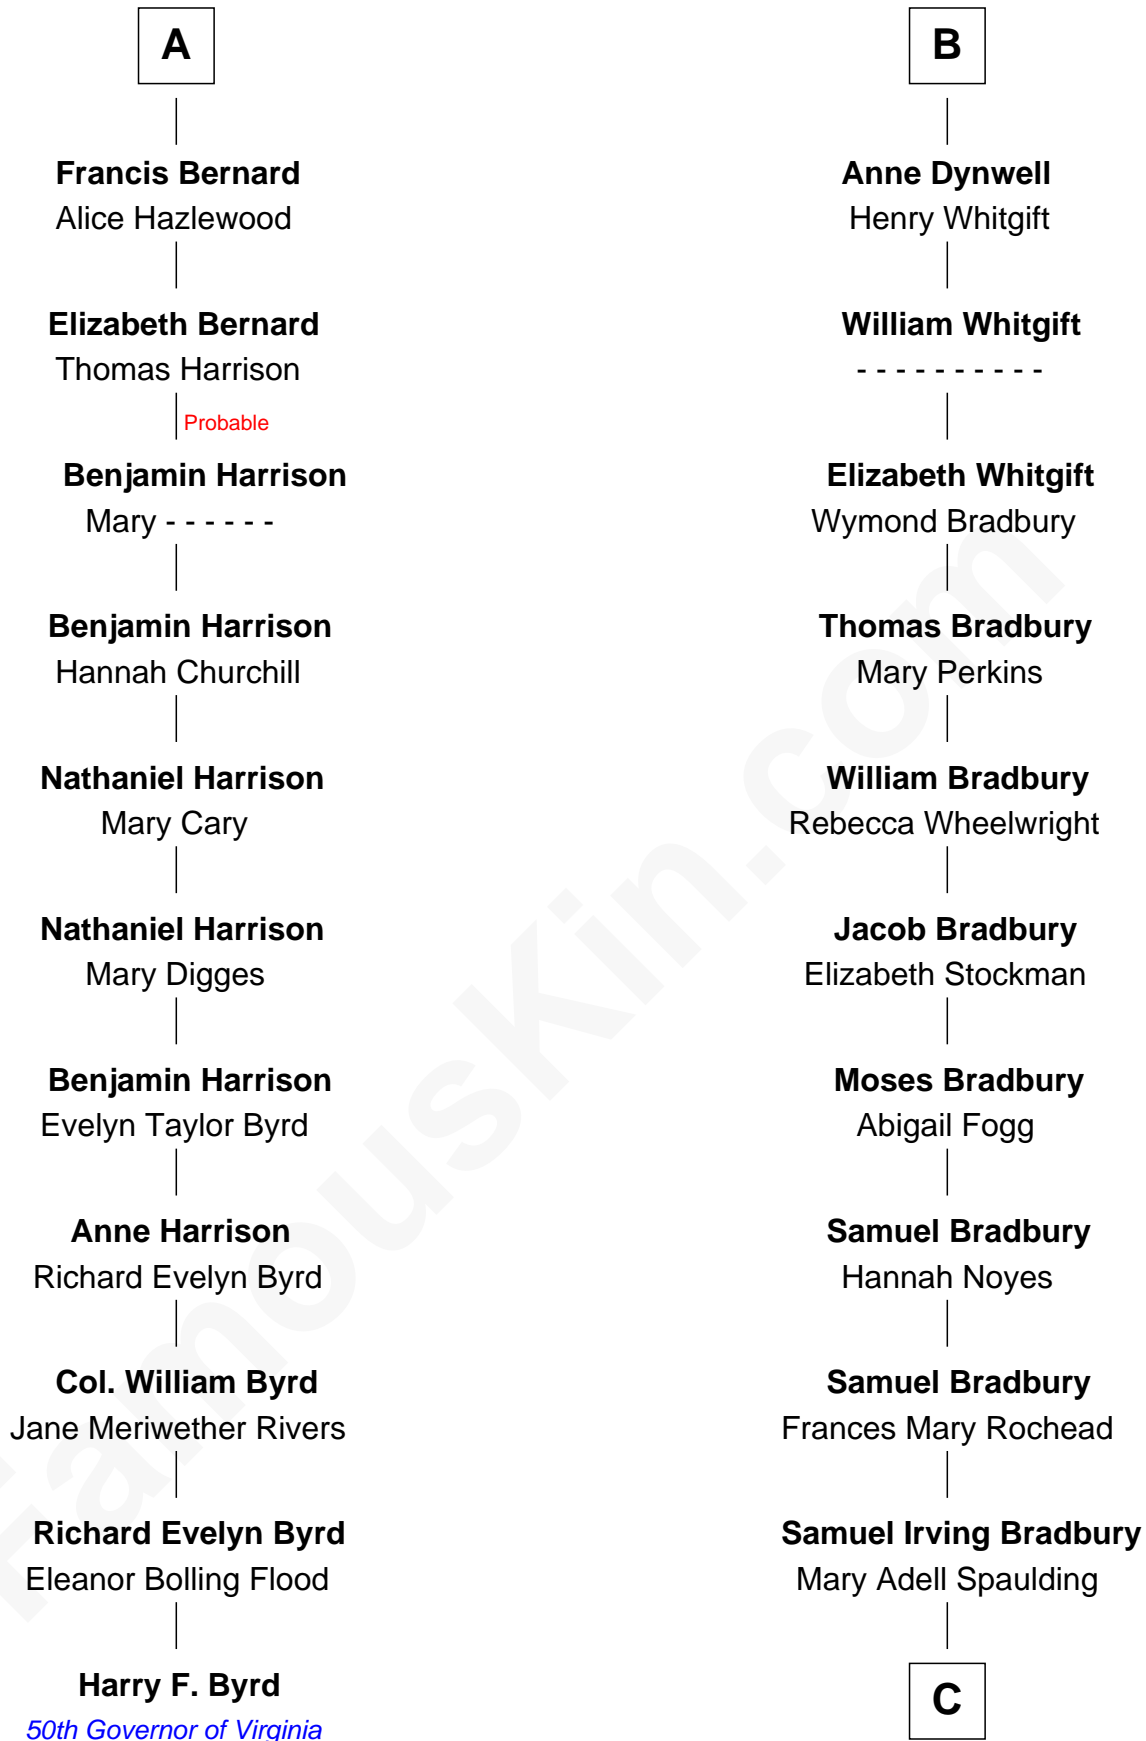 A
Francis Bernard
Alice Hazlewood
Elizabeth Bernard
Thomas Harrison
Probable
Benjamin Harrison
Mary - - - - - -
Benjamin Harrison
Hannah Churchill
Nathaniel Harrison
Mary Cary
Nathaniel Harrison
Mary Digges
Benjamin Harrison
Evelyn Taylor Byrd
Anne Harrison
Richard Evelyn Byrd
Col. William Byrd
Jane Meriwether Rivers
Richard Evelyn Byrd
Eleanor Bolling Flood
Harry F. Byrd
50th Governor of Virginia
B
Anne Dynwell
Henry Whitgift
William Whitgift
- - - - - - - - - -
Elizabeth Whitgift
Wymond Bradbury
Thomas Bradbury
Mary Perkins
William Bradbury
Rebecca Wheelwright
Jacob Bradbury
Elizabeth Stockman
Moses Bradbury
Abigail Fogg
Samuel Bradbury
Hannah Noyes
Samuel Bradbury
Frances Mary Rochead
Samuel Irving Bradbury
Mary Adell Spaulding
C
FamousKin.com